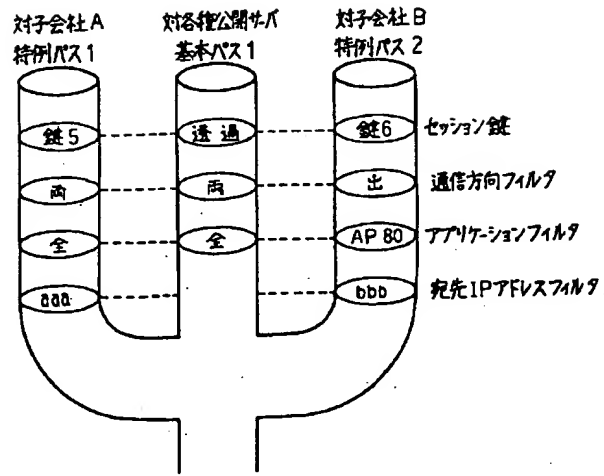 対子会社A
特例パス1
対各種公開サーバ
基本パス1
対子会社B
特例パス2
鍵5
透過
鍵6
セッション鍵
両
両
出
通信方向フィルタ
全
全
AP 80
アプリケーションフィルタ
aaa
bbb
宛先IPアドレスフィルタ